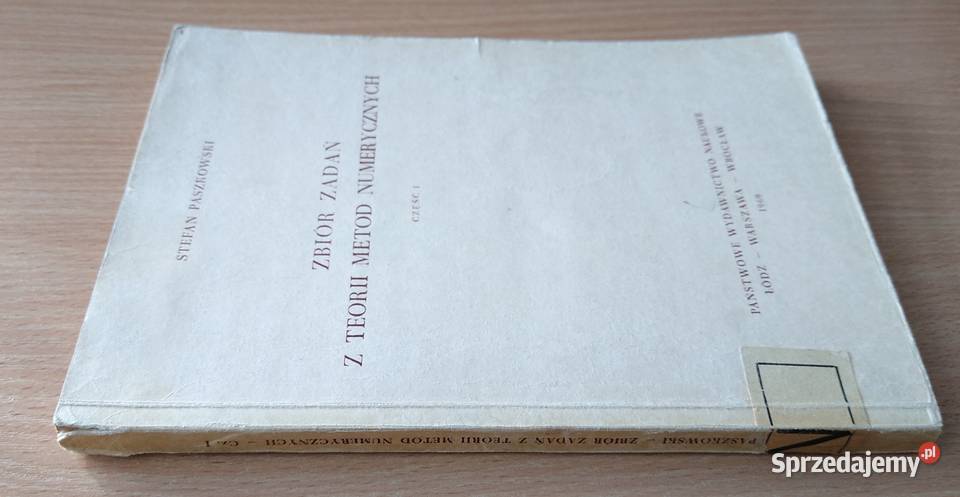 STEFAN PASZKOWSKI
ZBIÓR ZADAŃ
Z TEORII METOD NUMERYCZNYCH
CZĘŚĆ I
PAŃSTWOWE WYDAWNICTWO NAUKOWE
ŁÓDŹ – WARSZAWA – WROCŁAW
1968
PASZKOWSKI – ZBIÓR ZADAŃ Z TEORII METOD NUMERYCZNYCH – Cz. I
Sprzedajemy.pl